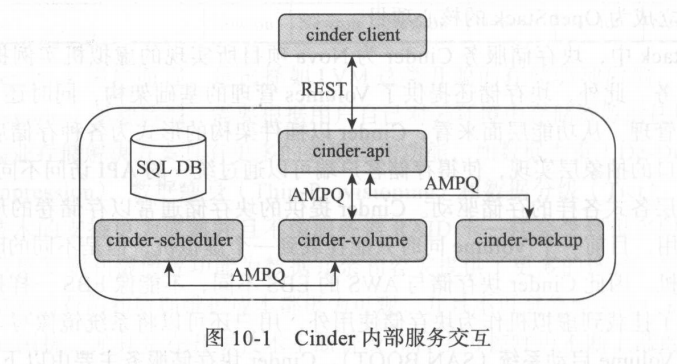 cinder client
REST
SQL DB
cinder-api
AMPQ
AMPQ
cinder-scheduler
cinder-volume
cinder-backup
AMPQ
图 10-1 Cinder 内部服务交互